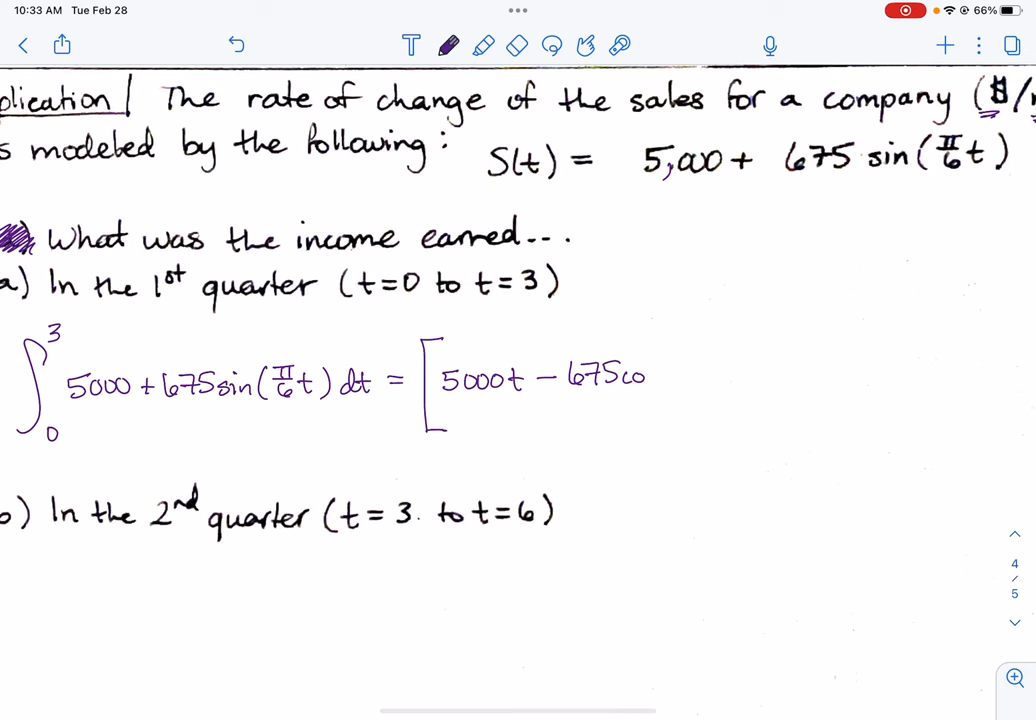 10:33 AM Tue Feb 28
66%
plication The rate of change of the sales for a company ($/
s modeled by the following: S(t) = 5,000 + 675 sin(π/6 t)
What was the income earned...
a) In the 1st quarter (t=0 to t=3)
∫₀³ 5000 + 675 sin(π/6 t) dt = [5000t − 675co
b) In the 2nd quarter (t=3 to t=6)
4
/
5